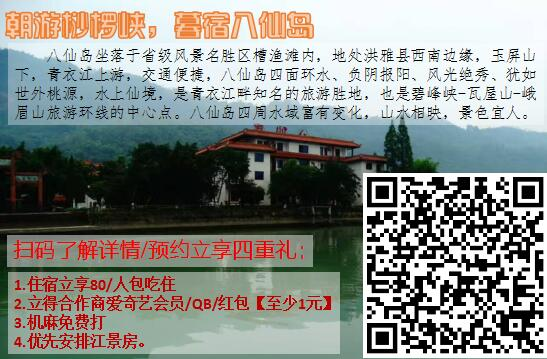 朝游桫椤峡，暮宿八仙岛
八仙岛坐落于省级风景名胜区槽渔滩内，地处洪雅县西南边缘，玉屏山
下，青衣江上游，交通便捷，八仙岛四面环水、负阴报阳、风光绝秀、犹如
世外桃源，水上仙境，是青衣江畔知名的旅游胜地，也是碧峰峡-瓦屋山-峨
眉山旅游环线的中心点。八仙岛四周水域富有变化，山水相映，景色宜人。
扫码了解详情/预约立享四重礼；
1.住宿立享80/人包吃住
2.立得合作商爱奇艺会员/QB/红包【至少1元】
3.机麻免费打
4.优先安排江景房。